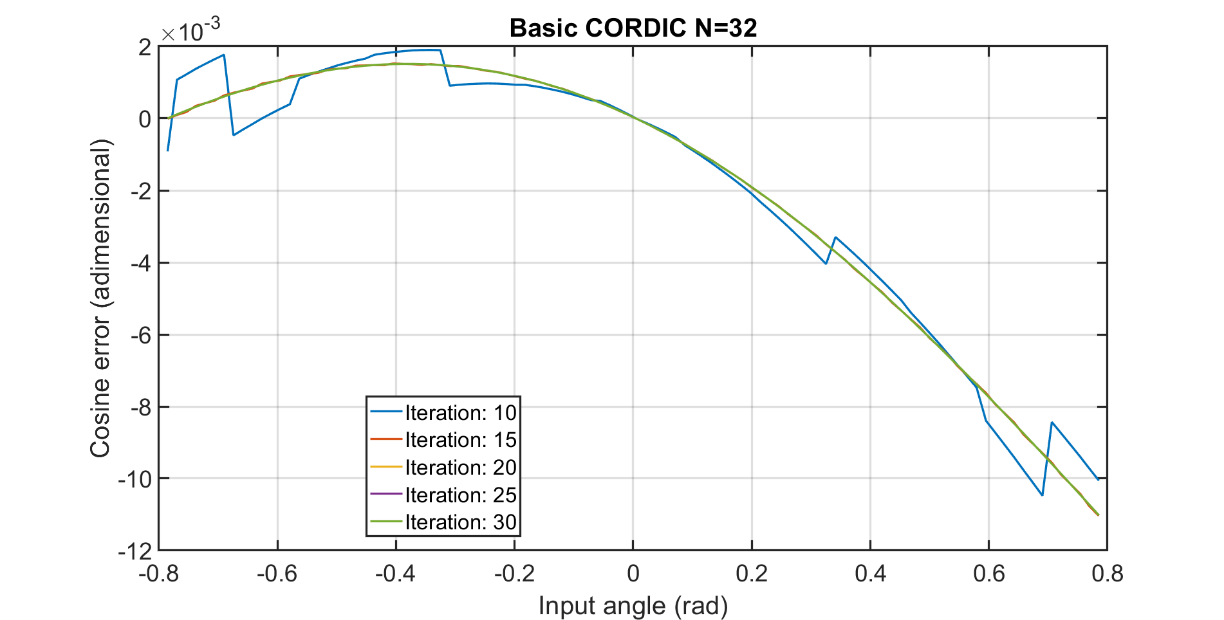 Basic CORDIC N=32
×10⁻³
2
0
-2
-4
-6
-8
-10
-12
Cosine error (adimensional)
Iteration: 10
Iteration: 15
Iteration: 20
Iteration: 25
Iteration: 30
-0.8 -0.6 -0.4 -0.2 0 0.2 0.4 0.6 0.8
Input angle (rad)